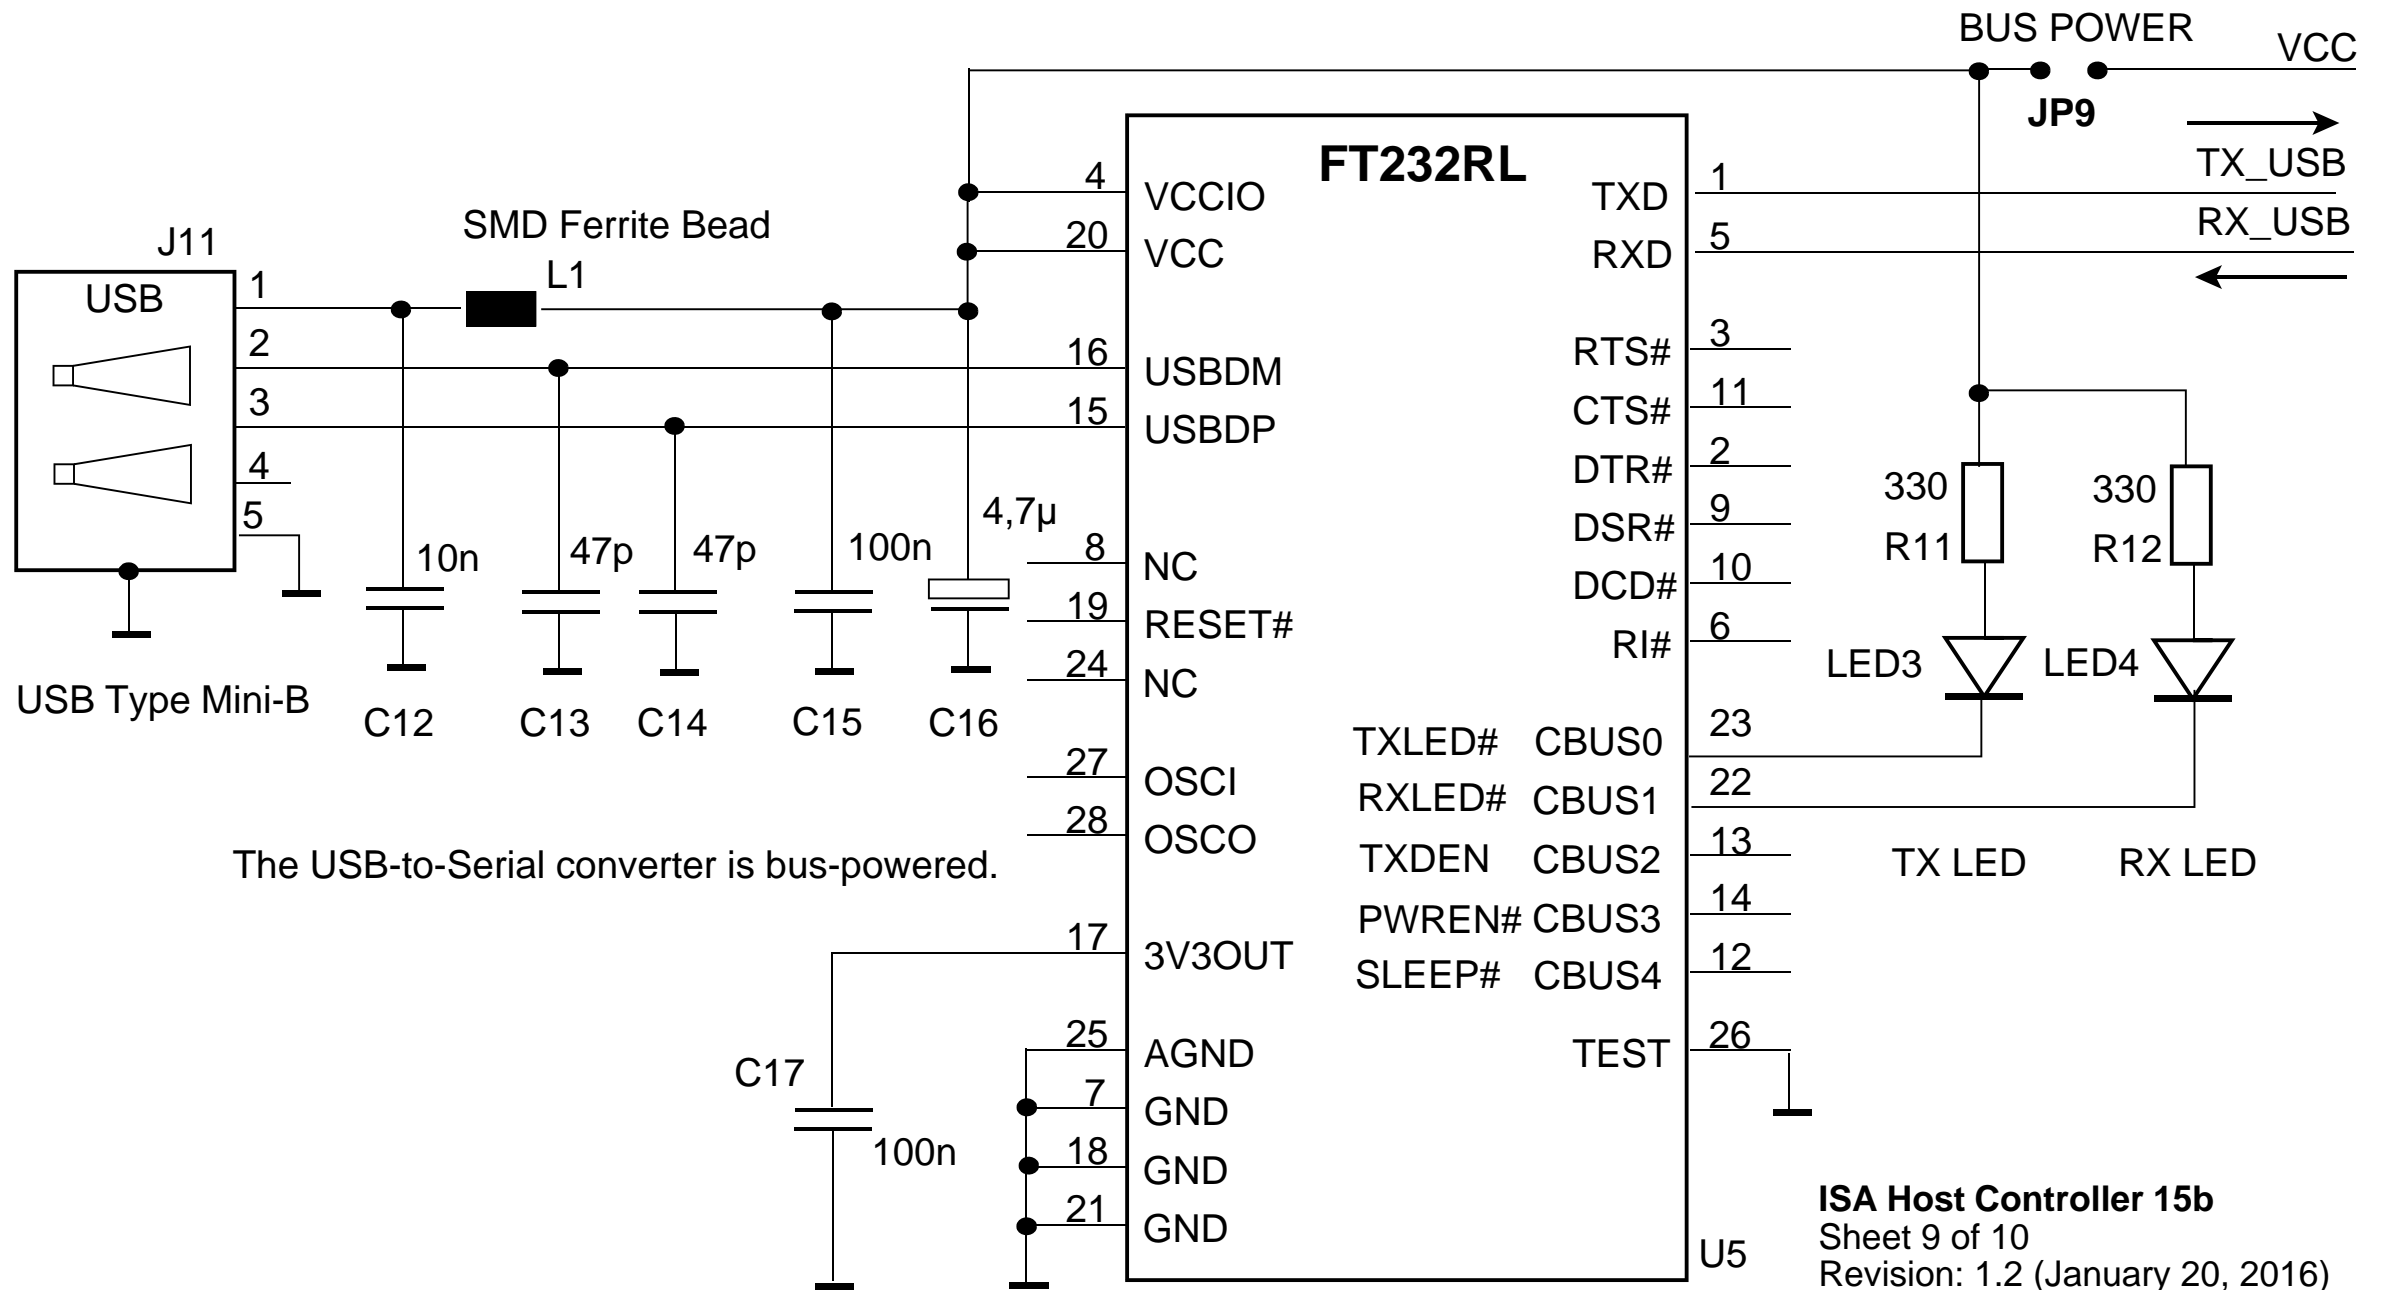 BUS POWER
VCC
JP9
TX_USB
RX_USB
J11
USB
1
2
3
4
5
USB Type Mini-B
SMD Ferrite Bead
L1
10n
47p
47p
100n
4,7µ
C12
C13
C14
C15
C16
The USB-to-Serial converter is bus-powered.
C17
100n
FT232RL
4 VCCIO
20 VCC
16 USBDM
15 USBDP
8 NC
19 RESET#
24 NC
27 OSCI
28 OSCO
17 3V3OUT
25 AGND
7 GND
18 GND
21 GND
TXD 1
RXD 5
RTS# 3
CTS# 11
DTR# 2
DSR# 9
DCD# 10
RI# 6
TXLED# CBUS0 23
RXLED# CBUS1 22
TXDEN CBUS2 13
PWREN# CBUS3 14
SLEEP# CBUS4 12
TEST 26
U5
330
R11
330
R12
LED3
LED4
TX LED
RX LED
ISA Host Controller 15b
Sheet 9 of 10
Revision: 1.2 (January 20, 2016)